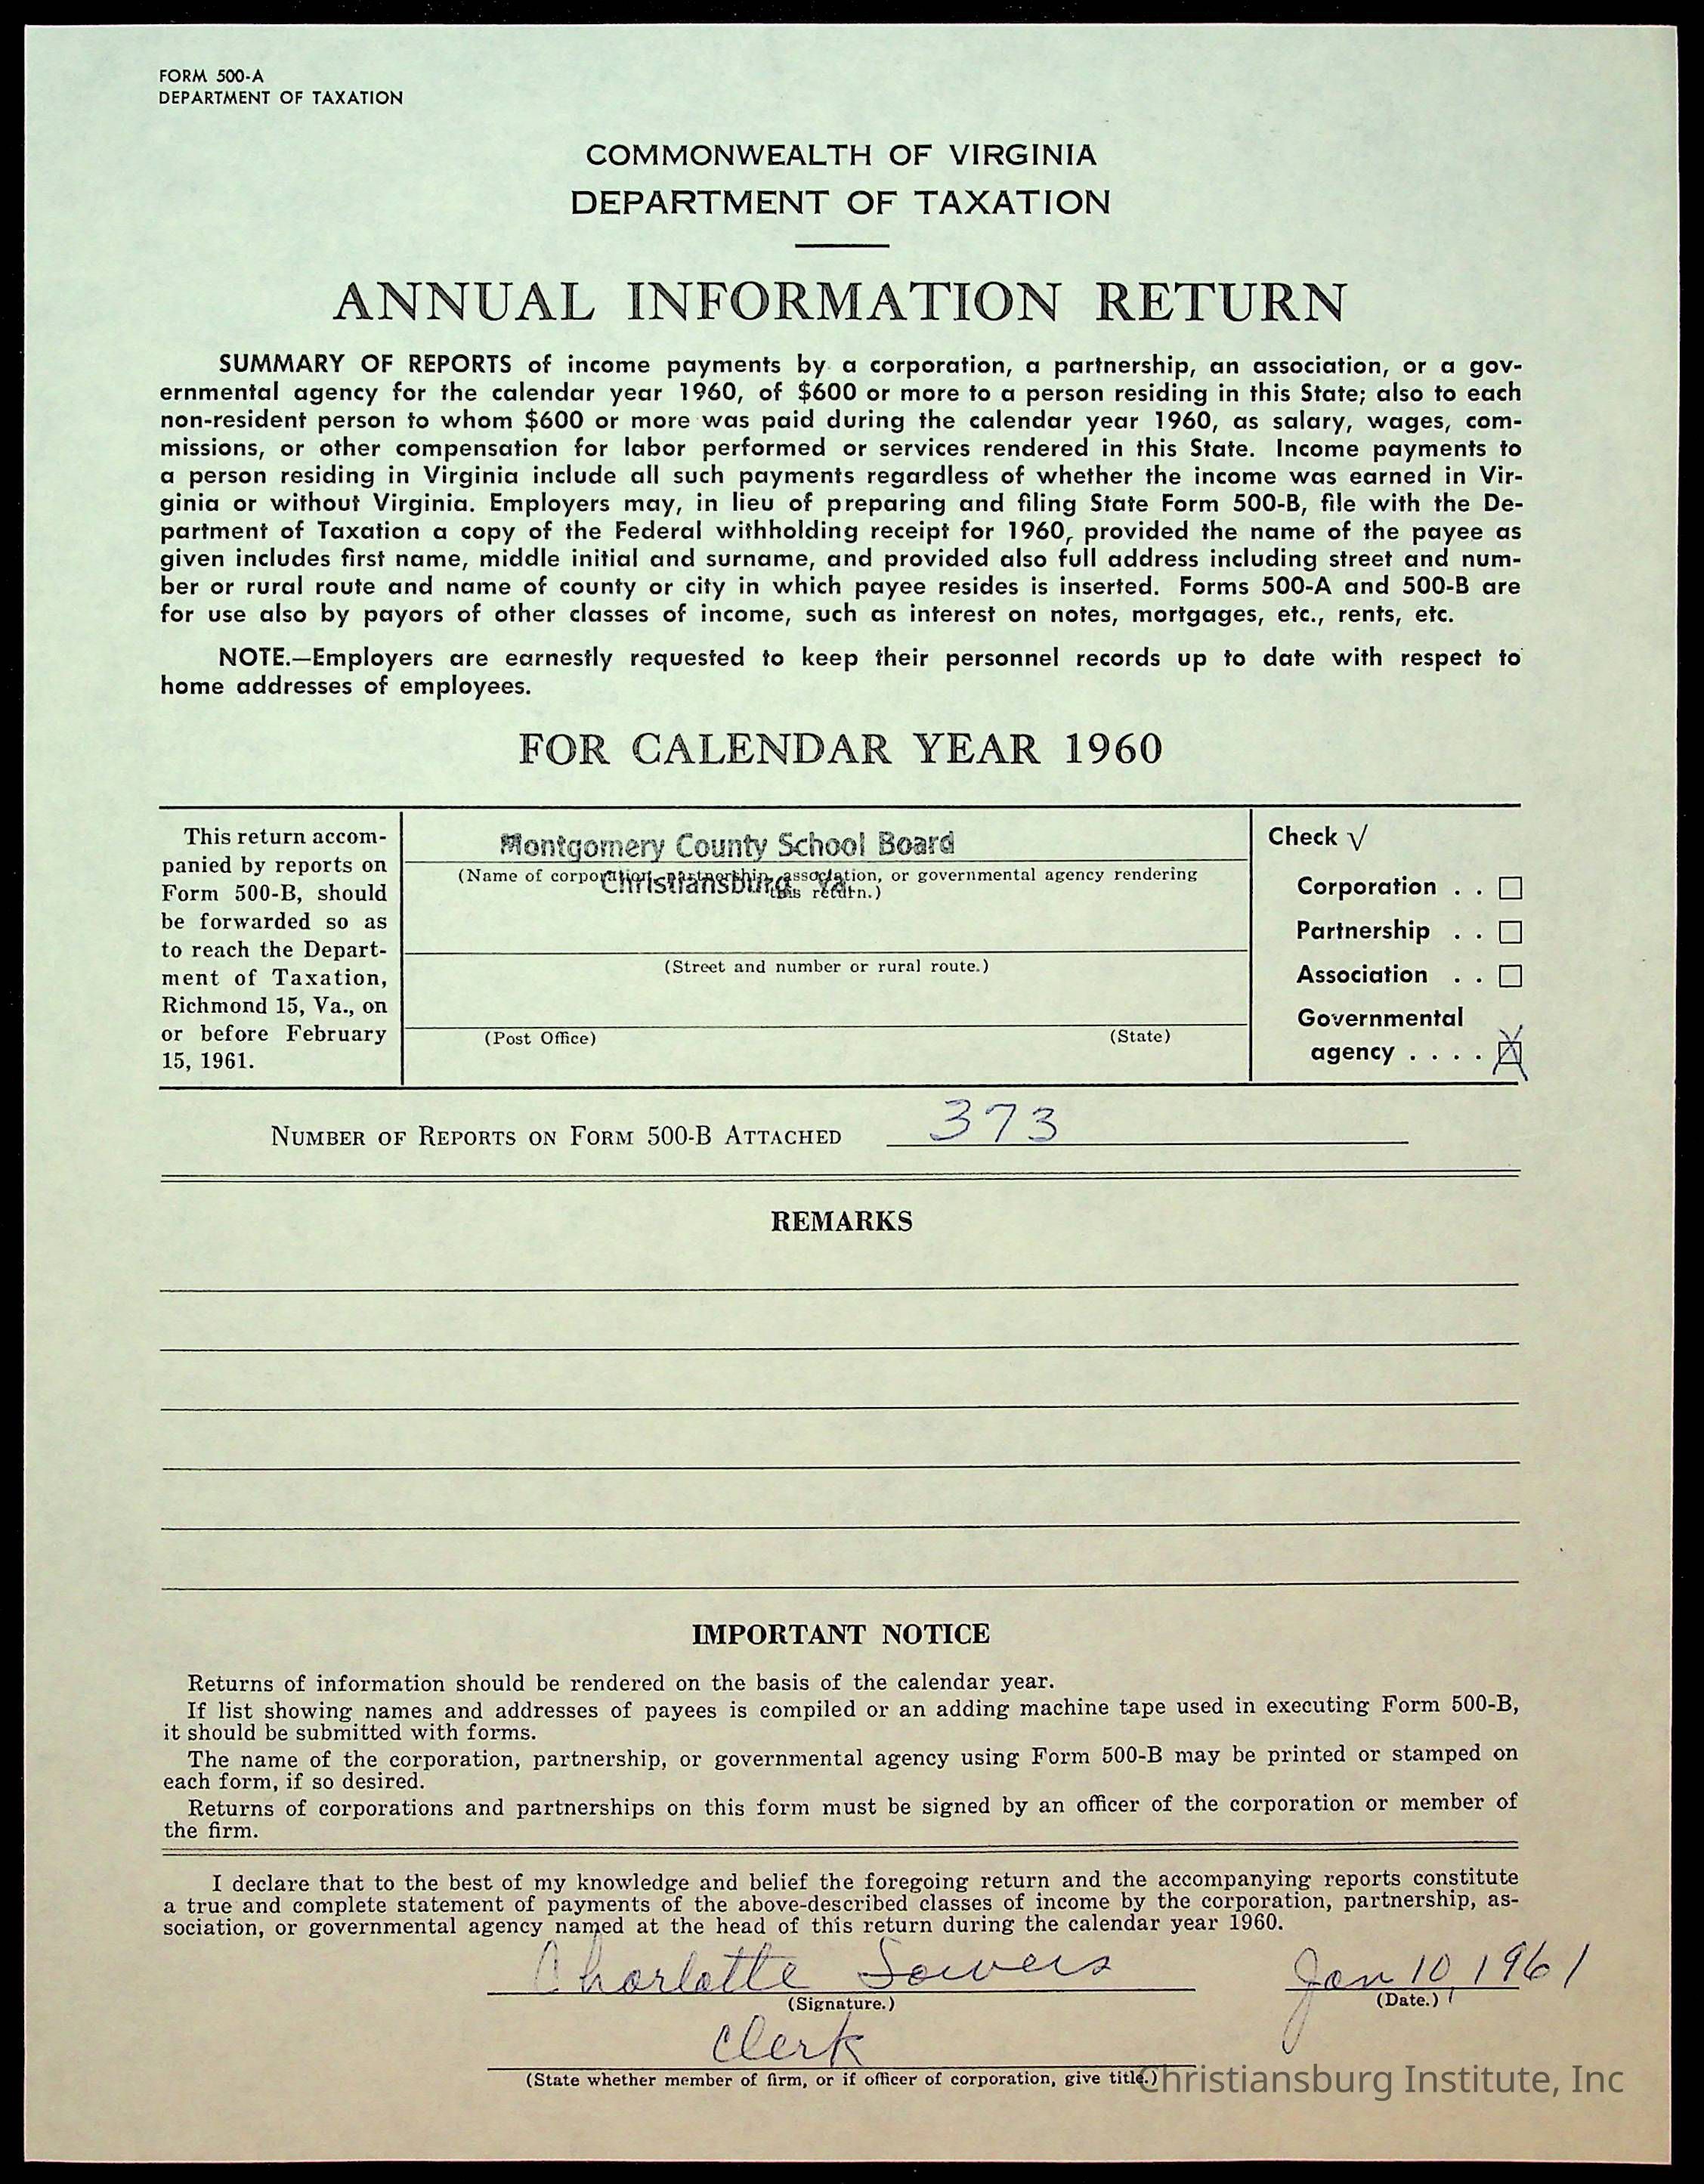 FORM 500-A
DEPARTMENT OF TAXATION
COMMONWEALTH OF VIRGINIA
DEPARTMENT OF TAXATION
ANNUAL INFORMATION RETURN
SUMMARY OF REPORTS of income payments by a corporation, a partnership, an association, or a gov-
ernmental agency for the calendar year 1960, of $600 or more to a person residing in this State; also to each
non-resident person to whom $600 or more was paid during the calendar year 1960, as salary, wages, com-
missions, or other compensation for labor performed or services rendered in this State. Income payments to
a person residing in Virginia include all such payments regardless of whether the income was earned in Vir-
ginia or without Virginia. Employers may, in lieu of preparing and filing State Form 500-B, file with the De-
partment of Taxation a copy of the Federal withholding receipt for 1960, provided the name of the payee as
given includes first name, middle initial and surname, and provided also full address including street and num-
ber or rural route and name of county or city in which payee resides is inserted. Forms 500-A and 500-B are
for use also by payors of other classes of income, such as interest on notes, mortgages, etc., rents, etc.
NOTE.—Employers are earnestly requested to keep their personnel records up to date with respect to
home addresses of employees.
FOR CALENDAR YEAR 1960
This return accom-
panied by reports on
Form 500-B, should
be forwarded so as
to reach the Depart-
ment of Taxation,
Richmond 15, Va., on
or before February
15, 1961.
Montgomery County School Board
(Name of corporation, partnership, association, or governmental agency rendering
Christiansburg, Va.
this return.)
(Street and number or rural route.)
(Post Office) (State)
Check √
Corporation . .
Partnership . .
Association . .
Governmental
agency . . . . X
NUMBER OF REPORTS ON FORM 500-B ATTACHED 373
REMARKS
IMPORTANT NOTICE
Returns of information should be rendered on the basis of the calendar year.
If list showing names and addresses of payees is compiled or an adding machine tape used in executing Form 500-B,
it should be submitted with forms.
The name of the corporation, partnership, or governmental agency using Form 500-B may be printed or stamped on
each form, if so desired.
Returns of corporations and partnerships on this form must be signed by an officer of the corporation or member of
the firm.
I declare that to the best of my knowledge and belief the foregoing return and the accompanying reports constitute
a true and complete statement of payments of the above-described classes of income by the corporation, partnership, as-
sociation, or governmental agency named at the head of this return during the calendar year 1960.
Charlotte Sowers Jan 10, 1961
(Signature.) (Date.)
Clerk
(State whether member of firm, or if officer of corporation, give title.)
Christiansburg Institute, Inc